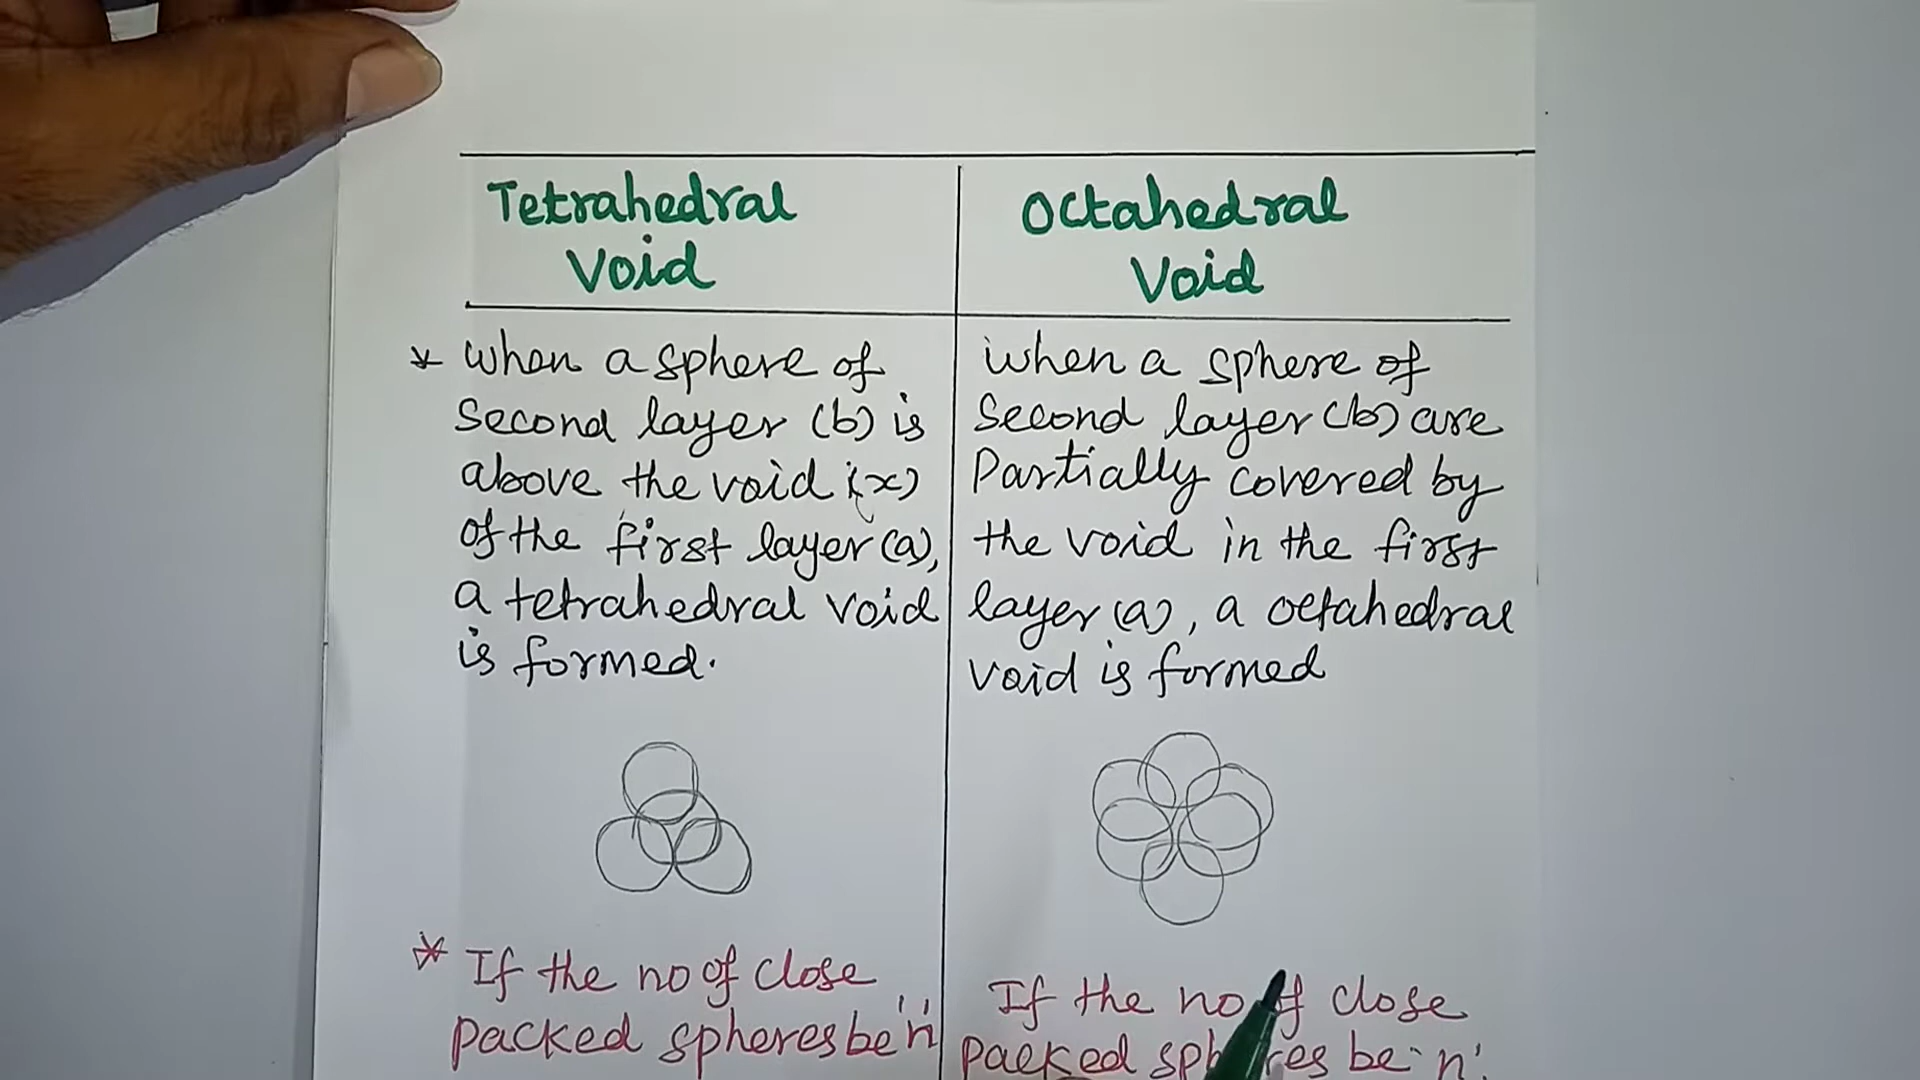 Tetrahedral
Void
* when a sphere of
second layer (b) is
above the void (x)
of the first layer (a),
a tetrahedral void
is formed.
* If the no of close
packed spheres be 'n'
Octahedral
Void
when a sphere of
Second layer (b) are
Partially covered by
the void in the first
layer (a), a octahedral
void is formed
If the no of close
packed spheres be 'n'.